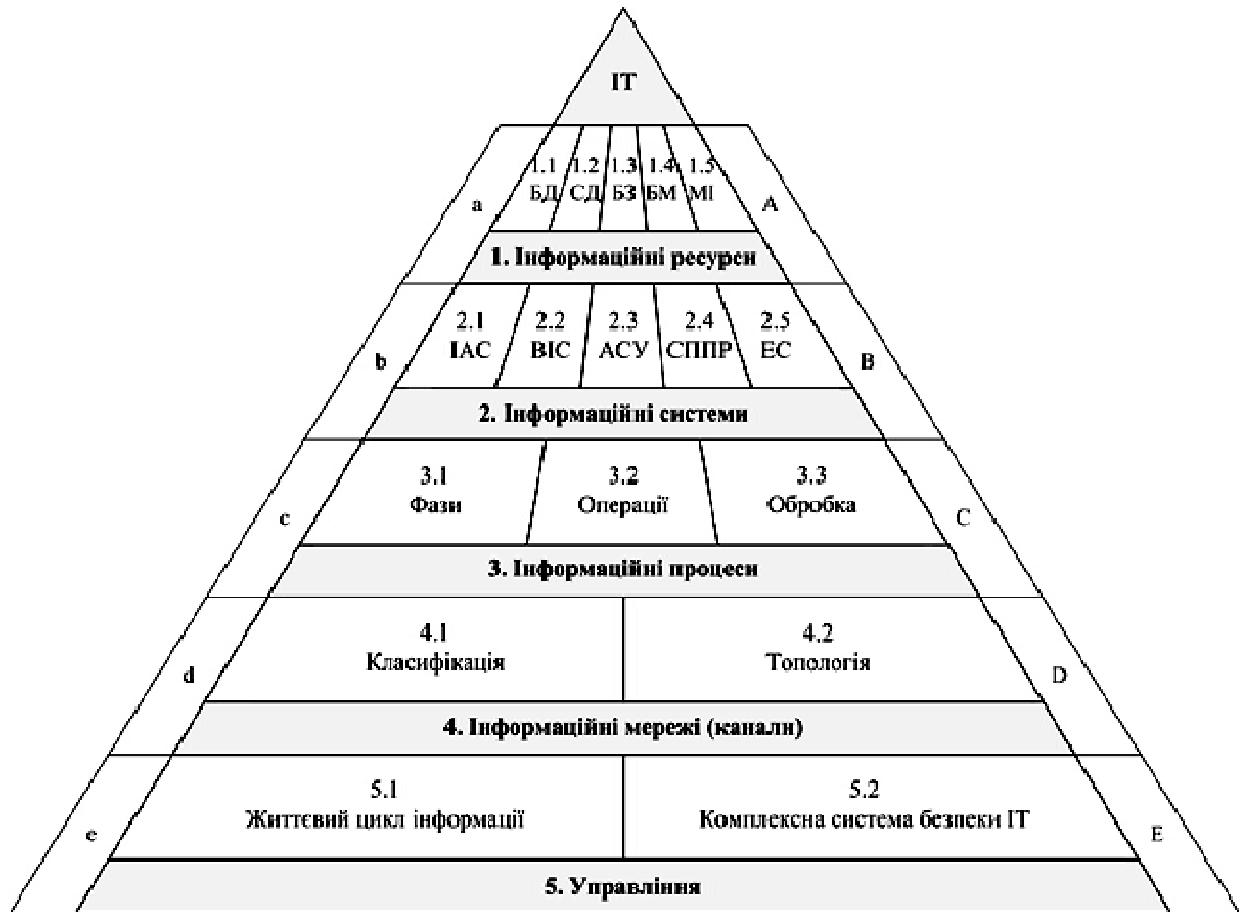 ІТ
1.1 1.2 1.3 1.4 1.5
БД СД БЗ БМ МІ
a A
1. Інформаційні ресурси
2.1 2.2 2.3 2.4 2.5
ІАС ВІС АСУ СППР ЕС
b B
2. Інформаційні системи
3.1 3.2 3.3
Фази Операції Обробка
c C
3. Інформаційні процеси
4.1 4.2
Класифікація Топологія
d D
4. Інформаційні мережі (канали)
5.1 5.2
Життєвий цикл інформації Комплексна система безпеки ІТ
e E
5. Управління